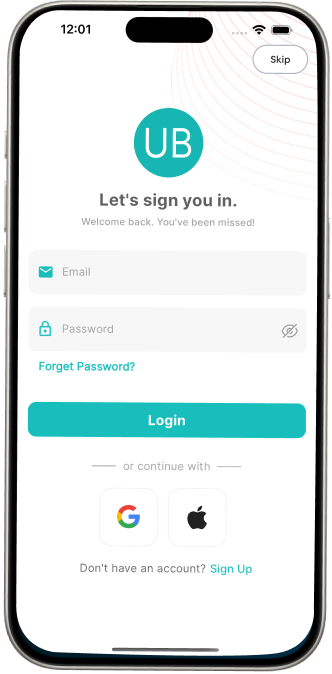 12:01
Skip
UB
Let's sign you in.
Welcome back. You've been missed!
Email
Password
Forget Password?
Login
or continue with
Don't have an account? Sign Up